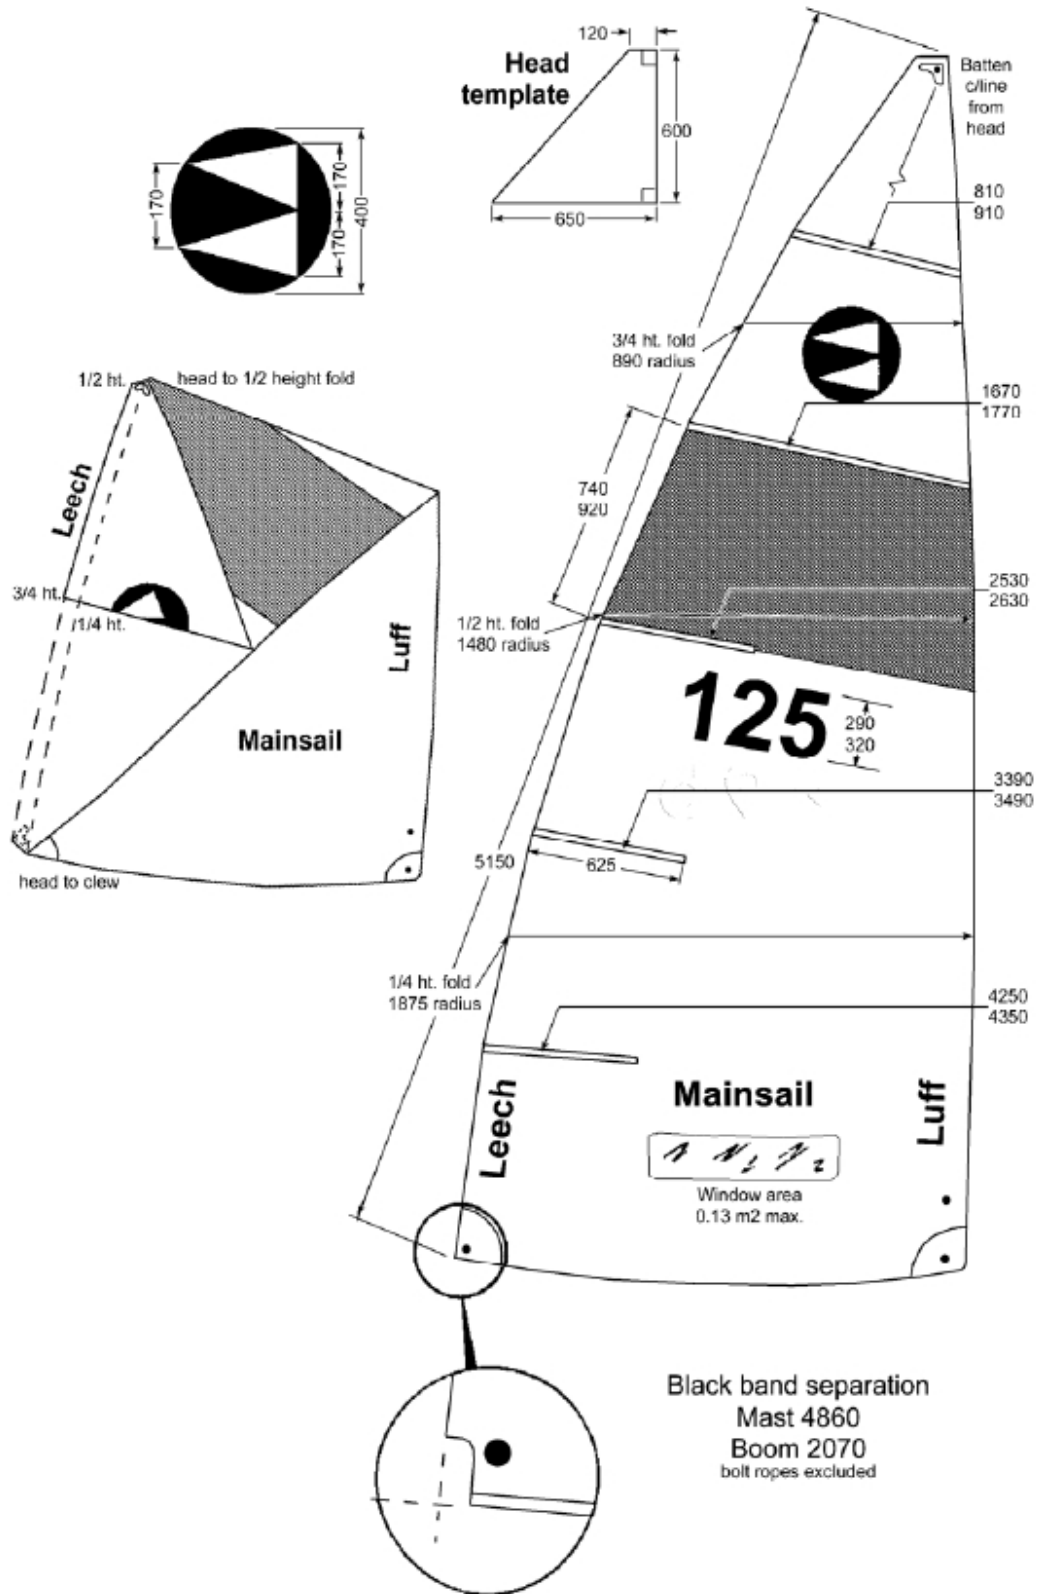 120
Head
template
600
650
Batten
c/line
from
head
810
910
170
170
170
400
3/4 ht. fold
890 radius
1/2 ht.
head to 1/2 height fold
Leech
3/4 ht.
1/4 ht.
Luff
Mainsail
head to clew
1670
1770
740
920
2530
2630
1/2 ht. fold
1480 radius
125
290
320
3390
3490
5150
625
1/4 ht. fold
1875 radius
4250
4350
Leech
Mainsail
Luff
Window area
0.13 m2 max.
Black band separation
Mast 4860
Boom 2070
bolt ropes excluded